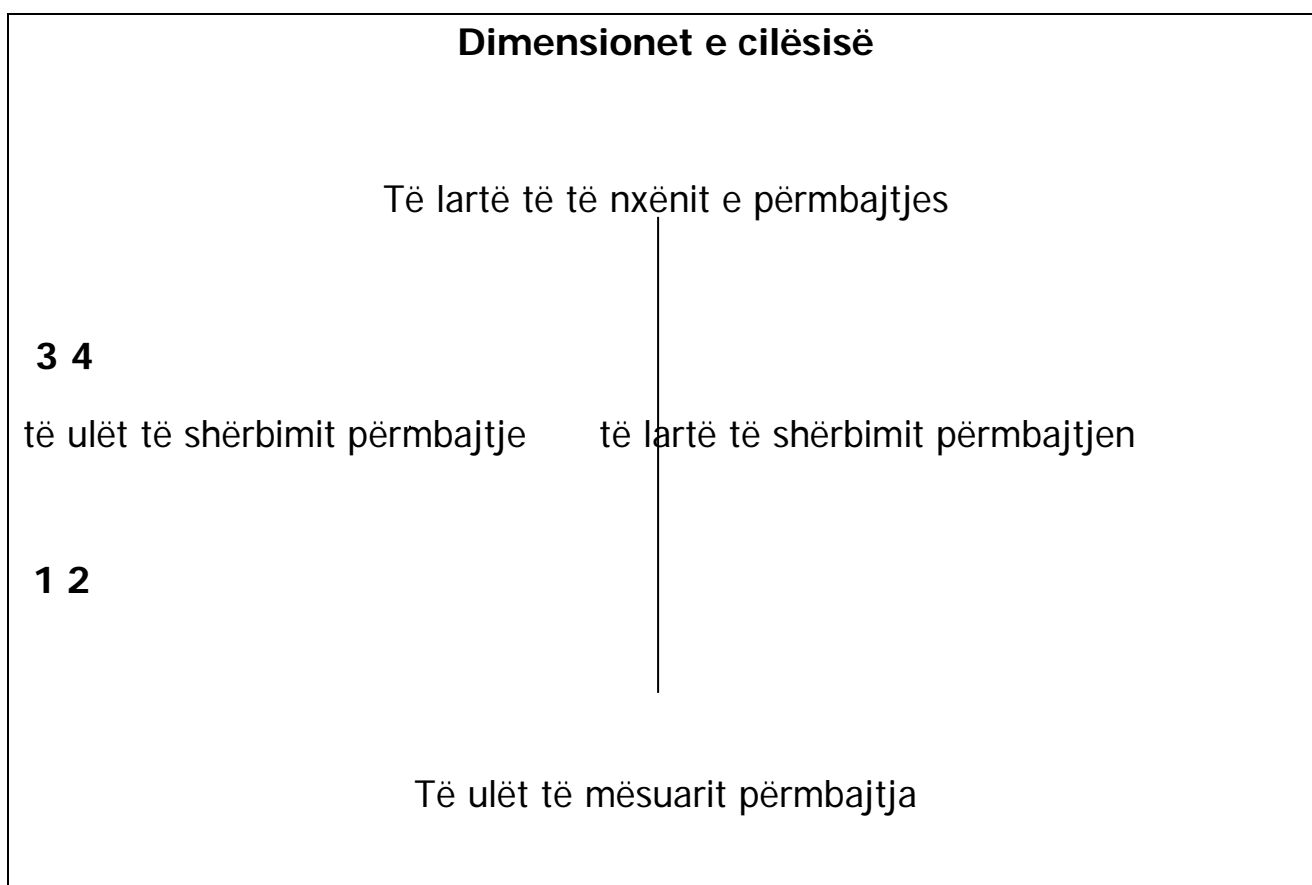 Dimensionet e cilësisë
Të lartë të të nxënit e përmbajtjes
3 4
të ulët të shërbimit përmbajtje të lartë të shërbimit përmbajtjen
1 2
Të ulët të mësuarit përmbajtja